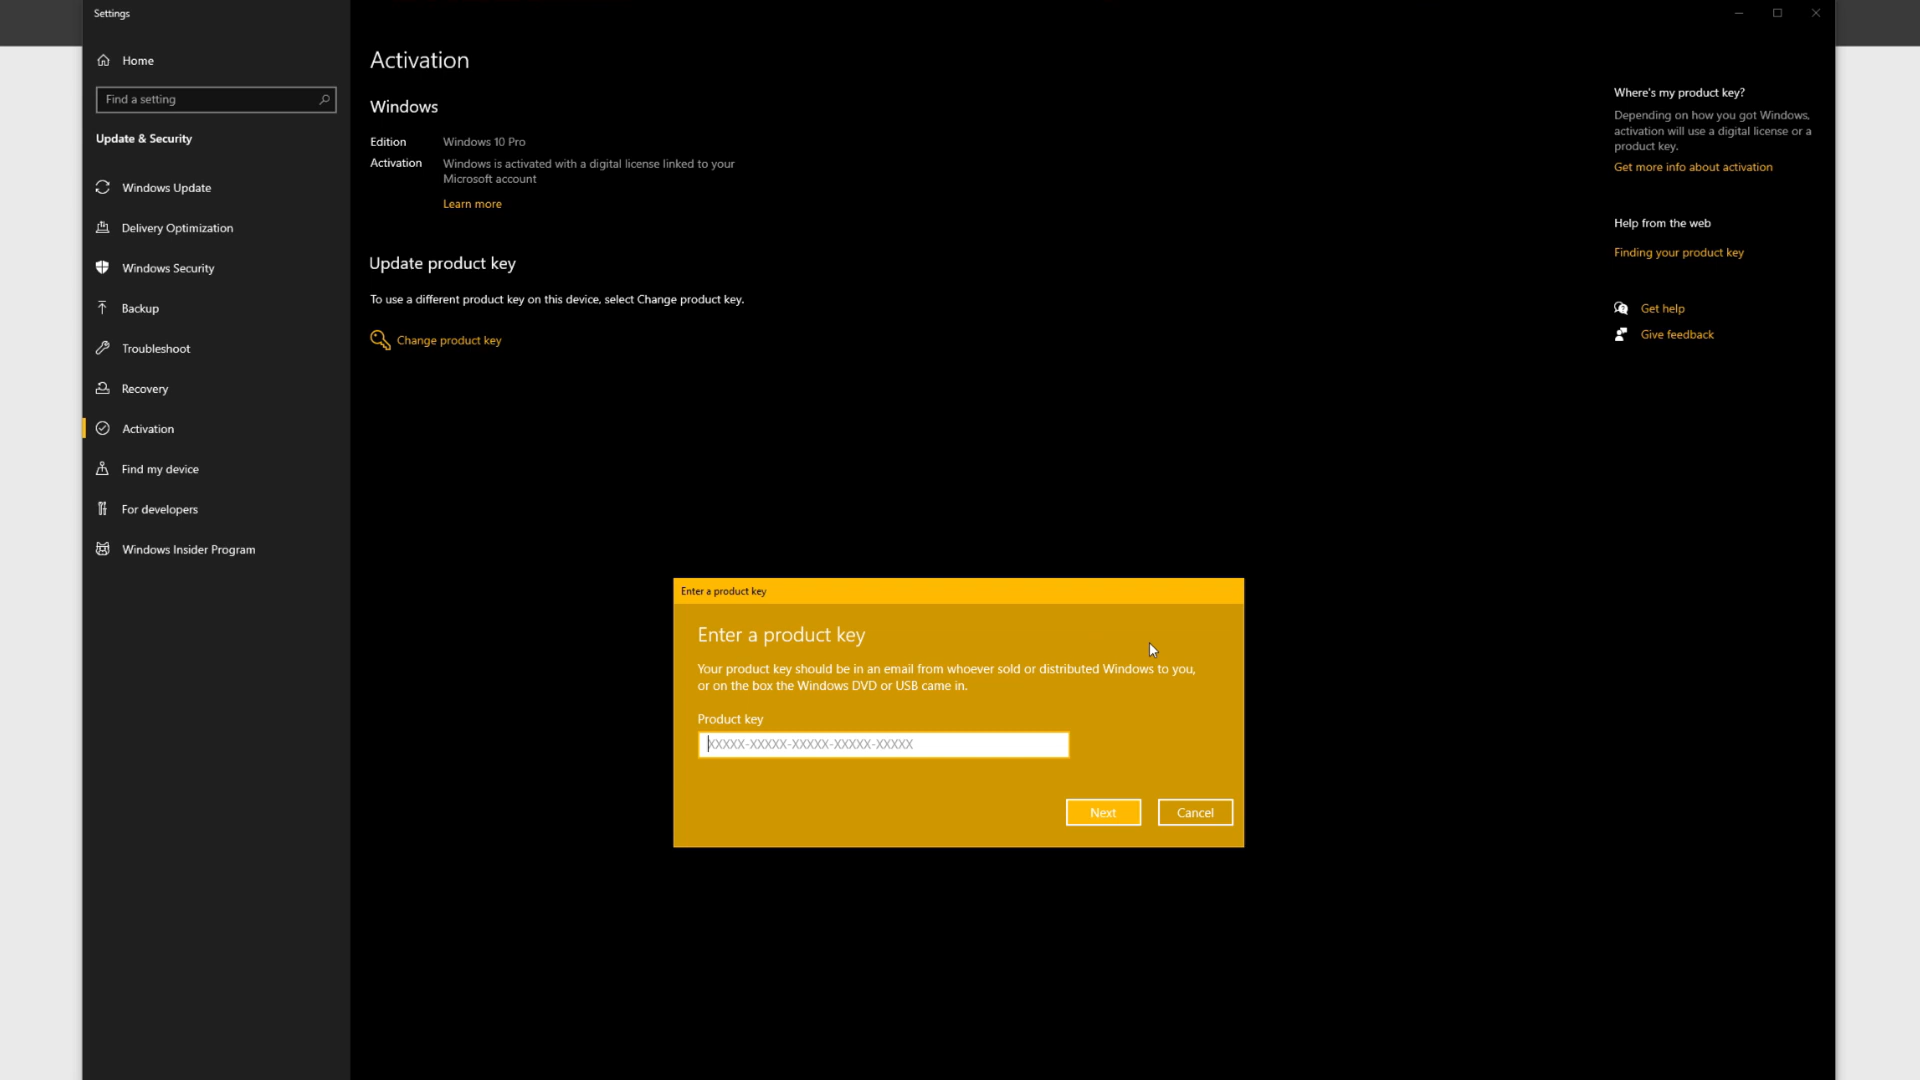 Settings
Home
Find a setting
Update & Security
Windows Update
Delivery Optimization
Windows Security
Backup
Troubleshoot
Recovery
Activation
Find my device
For developers
Windows Insider Program
Activation
Windows
Edition Windows 10 Pro
Activation Windows is activated with a digital license linked to your
Microsoft account
Learn more
Update product key
To use a different product key on this device, select Change product key.
Change product key
Where's my product key?
Depending on how you got Windows,
activation will use a digital license or a
product key.
Get more info about activation
Help from the web
Finding your product key
Get help
Give feedback
Enter a product key
Enter a product key
Your product key should be in an email from whoever sold or distributed Windows to you,
or on the box the Windows DVD or USB came in.
Product key
XXXXX-XXXXX-XXXXX-XXXXX-XXXXX
Next Cancel